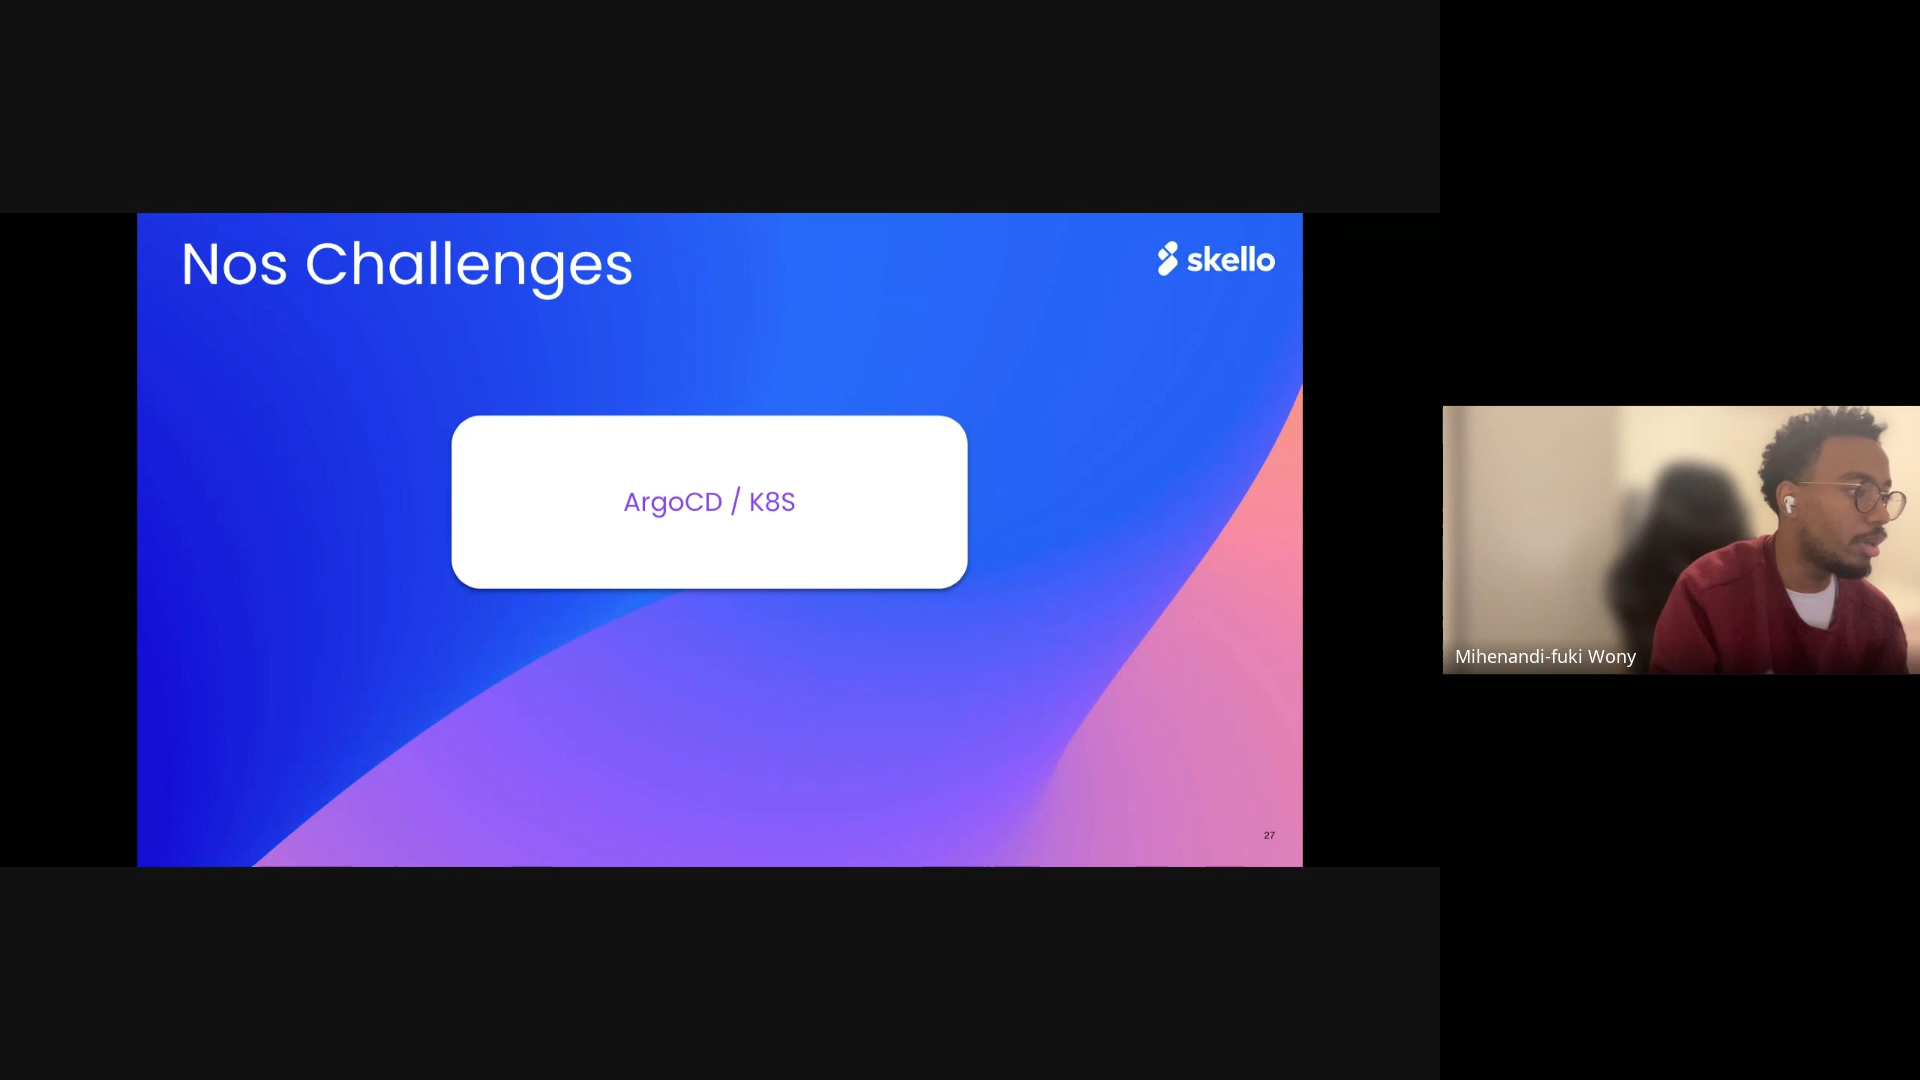 Nos Challenges
skello
ArgoCD / K8S
Mihenandi-fuki Wony
27